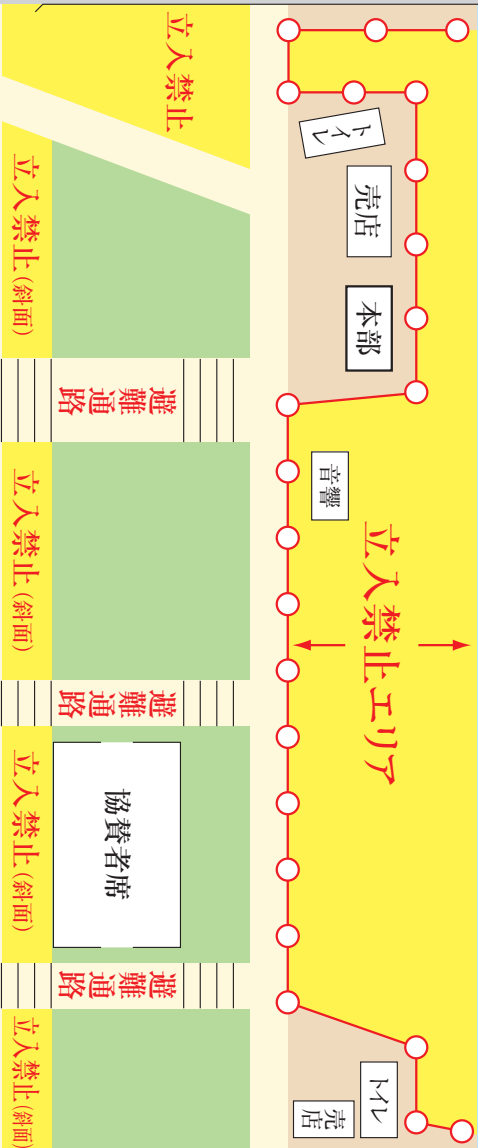 立入禁止
トイレ
売店
本部
立入禁止(斜面)
避難通路
音響
立入禁止エリア
立入禁止(斜面)
避難通路
協賛者席
立入禁止(斜面)
避難通路
トイレ
売店
立入禁止(斜面)